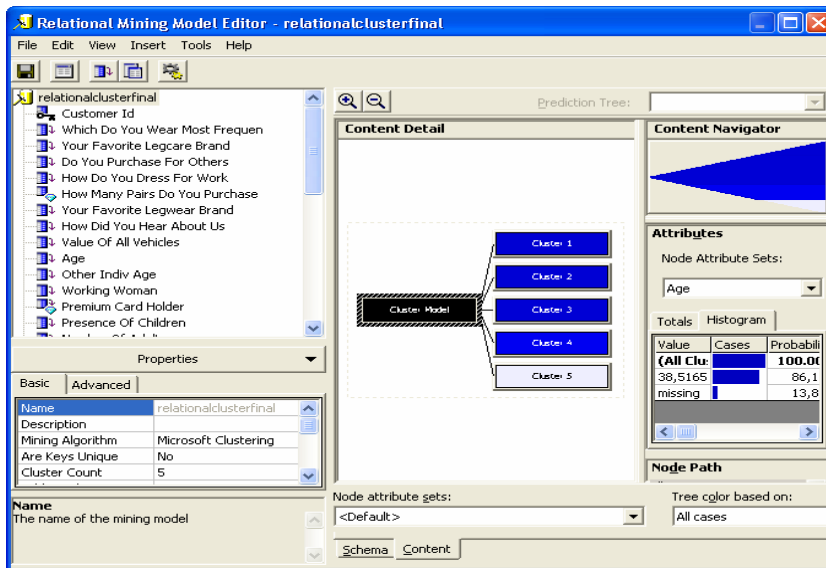 Relational Mining Model Editor - relationalclusterfinal
File Edit View Insert Tools Help
relationalclusterfinal
Customer Id
Which Do You Wear Most Frequen
Your Favorite Legcare Brand
Do You Purchase For Others
How Do You Dress For Work
How Many Pairs Do You Purchase
Your Favorite Legwear Brand
How Did You Hear About Us
Value Of All Vehicles
Age
Other Indiv Age
Working Woman
Premium Card Holder
Presence Of Children
Properties
Basic Advanced
Name relationalclusterfinal
Description
Mining Algorithm Microsoft Clustering
Are Keys Unique No
Cluster Count 5
Name
The name of the mining model
Prediction Tree:
Content Detail
Cluster Model
Cluster 1
Cluster 2
Cluster 3
Cluster 4
Cluster 5
Node attribute sets:
<Default>
Schema Content
Content Navigator
Attributes
Node Attribute Sets:
Age
Totals Histogram
Value Cases Probabili
(All Clu: 100.00
38,5165 86,1
missing 13,8
Node Path
Tree color based on:
All cases